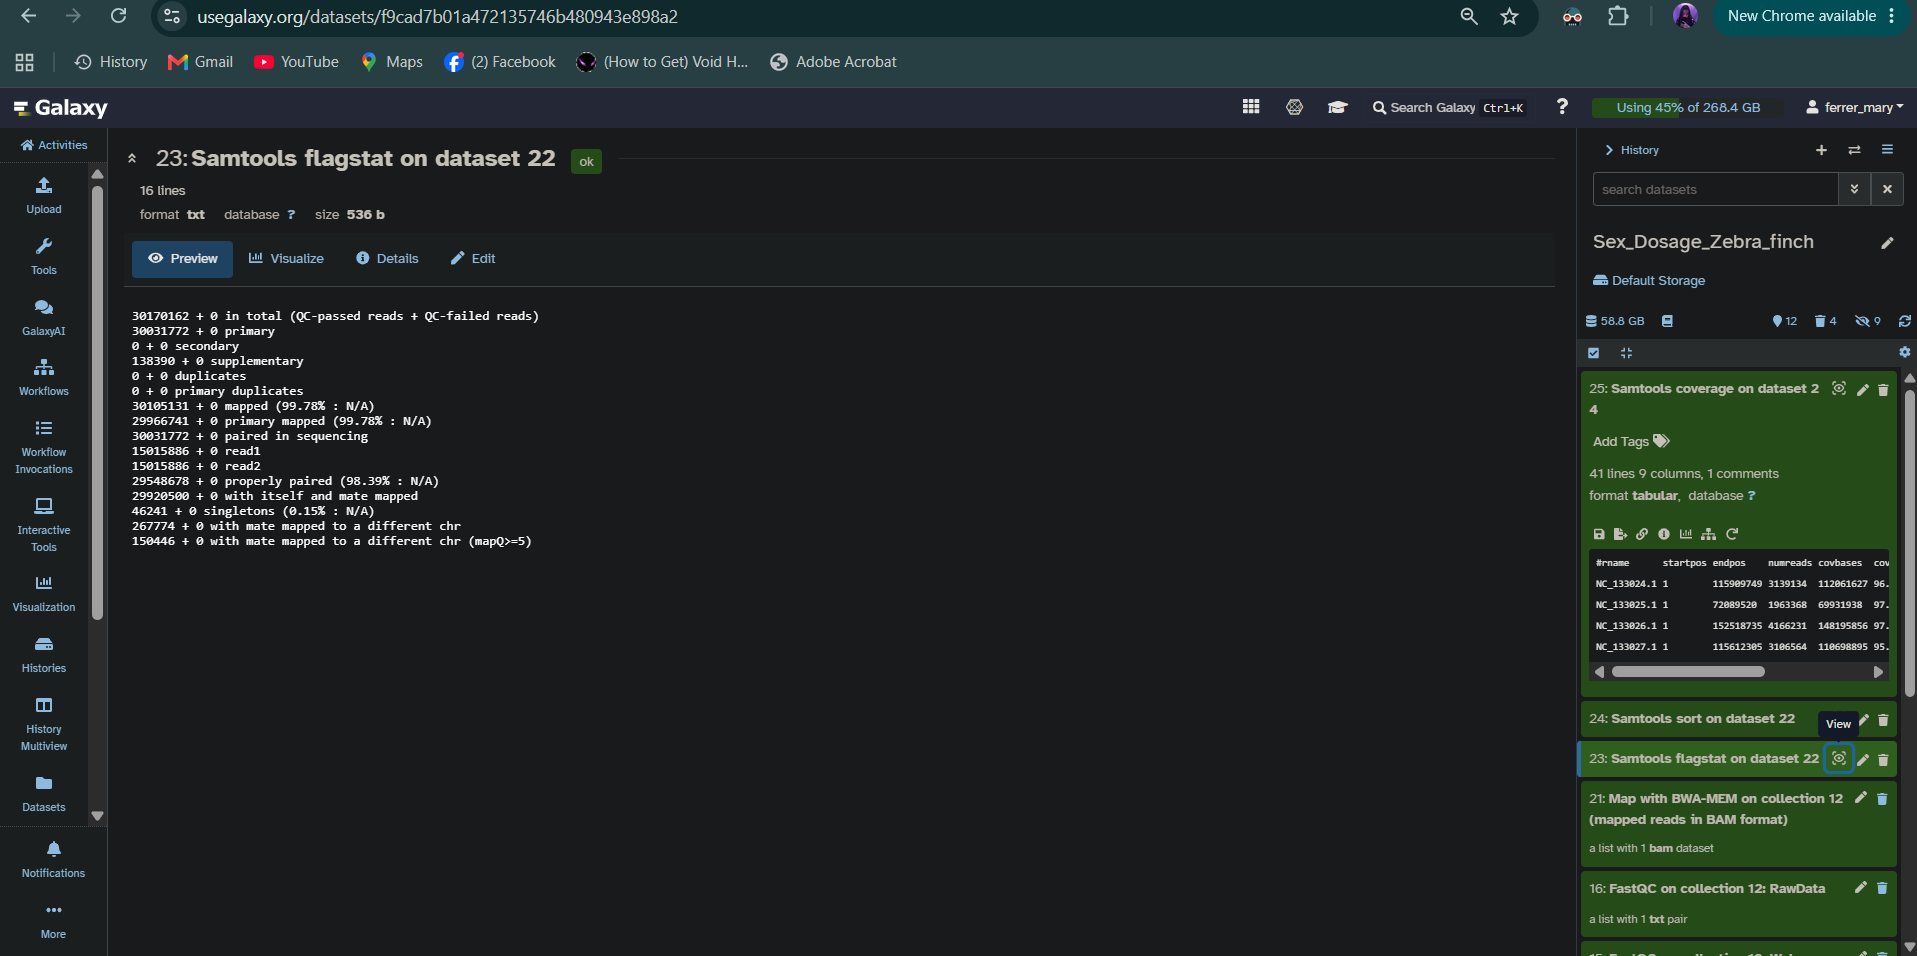 usegalaxy.org/datasets/f9cad7b01a472135746b480943e898a2
New Chrome available
History
Gmail
YouTube
Maps
(2) Facebook
(How to Get) Void H...
Adobe Acrobat
Galaxy
Search Galaxy Ctrl+K
?
Using 45% of 268.4 GB
ferrer_mary
Activities
Upload
Tools
GalaxyAI
Workflows
Workflow
Invocations
Interactive
Tools
Visualization
Histories
History
Multiview
Datasets
Notifications
More
23: Samtools flagstat on dataset 22 ok
16 lines
format txt database ? size 536 b
Preview
Visualize
Details
Edit
30170162 + 0 in total (QC-passed reads + QC-failed reads)
30031772 + 0 primary
0 + 0 secondary
138390 + 0 supplementary
0 + 0 duplicates
0 + 0 primary duplicates
30105131 + 0 mapped (99.78% : N/A)
29966741 + 0 primary mapped (99.78% : N/A)
30031772 + 0 paired in sequencing
15015886 + 0 read1
15015886 + 0 read2
29548678 + 0 properly paired (98.39% : N/A)
29920500 + 0 with itself and mate mapped
46241 + 0 singletons (0.15% : N/A)
267774 + 0 with mate mapped to a different chr
150446 + 0 with mate mapped to a different chr (mapQ>=5)
History
search datasets
Sex_Dosage_Zebra_finch
Default Storage
58.8 GB
12
4
9
25: Samtools coverage on dataset 2
4
Add Tags
41 lines 9 columns, 1 comments
format tabular, database ?
#rname startpos endpos numreads covbases cov
NC_133024.1 1 115909749 3139134 112061627 96.
NC_133025.1 1 72089520 1963368 69931938 97.
NC_133026.1 1 152518735 4166231 148195856 97.
NC_133027.1 1 115612305 3106564 110698895 95.
24: Samtools sort on dataset 22
View
23: Samtools flagstat on dataset 22
21: Map with BWA-MEM on collection 12
(mapped reads in BAM format)
a list with 1 bam dataset
16: FastQC on collection 12: RawData
a list with 1 txt pair